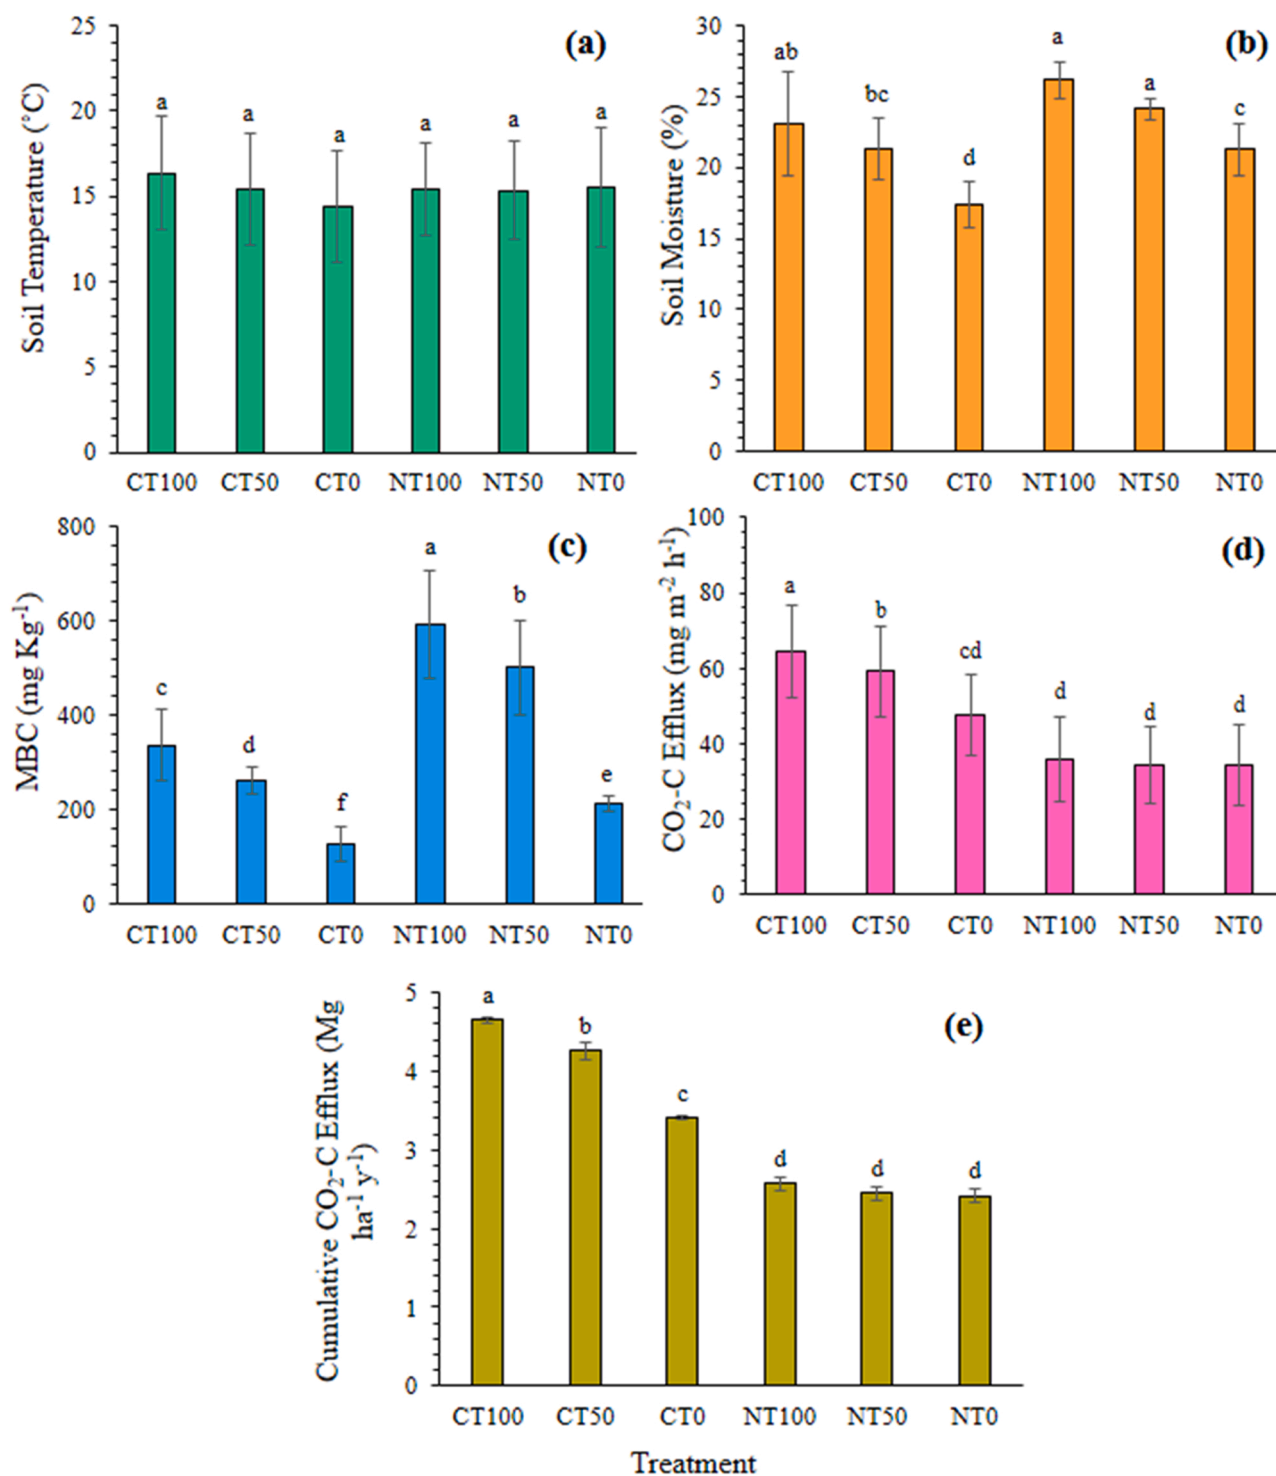 (a)
Soil Temperature (°C)
25
20
15
10
5
0
a a a a a a
CT100 CT50 CT0 NT100 NT50 NT0
(b)
Soil Moisture (%)
30
25
20
15
10
5
0
ab bc d a a c
CT100 CT50 CT0 NT100 NT50 NT0
(c)
MBC (mg Kg⁻¹)
800
600
400
200
0
c d f a b e
CT100 CT50 CT0 NT100 NT50 NT0
(d)
CO₂-C Efflux (mg m⁻² h⁻¹)
100
80
60
40
20
0
a b cd d d d
CT100 CT50 CT0 NT100 NT50 NT0
(e)
Cumulative CO₂-C Efflux (Mg
ha⁻¹ y⁻¹)
5
4
3
2
1
0
a b c d d d
CT100 CT50 CT0 NT100 NT50 NT0
Treatment